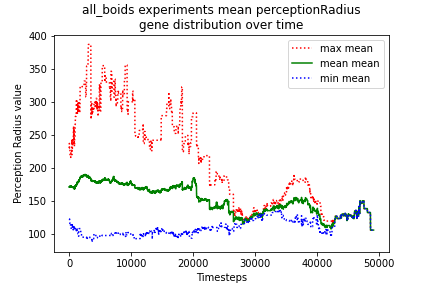 all_boids experiments mean perceptionRadius
gene distribution over time
400
350
300
250
200
150
100
Perception Radius value
max mean
mean mean
min mean
0
10000
20000
30000
40000
50000
Timesteps